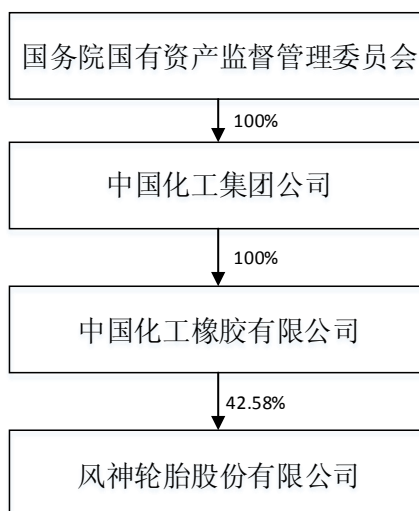 国务院国有资产监督管理委员会
100%
中国化工集团公司
100%
中国化工橡胶有限公司
42.58%
风神轮胎股份有限公司